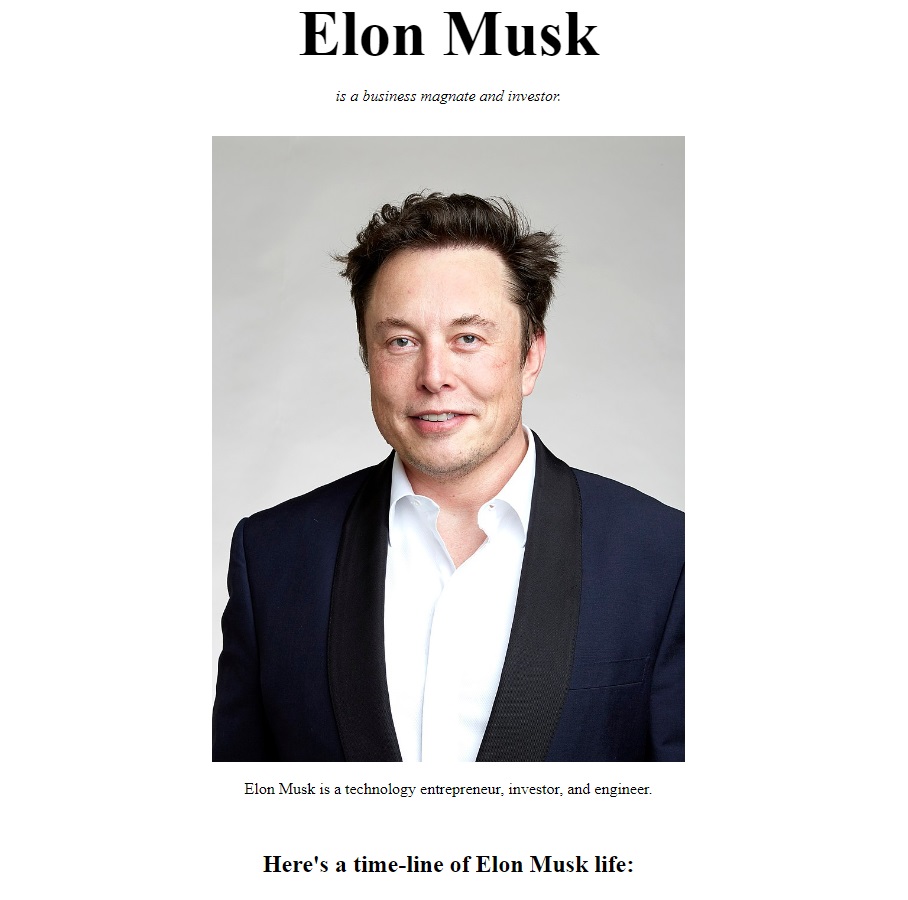 Elon Musk
is a business magnate and investor.
Elon Musk is a technology entrepreneur, investor, and engineer.
Here's a time-line of Elon Musk life: